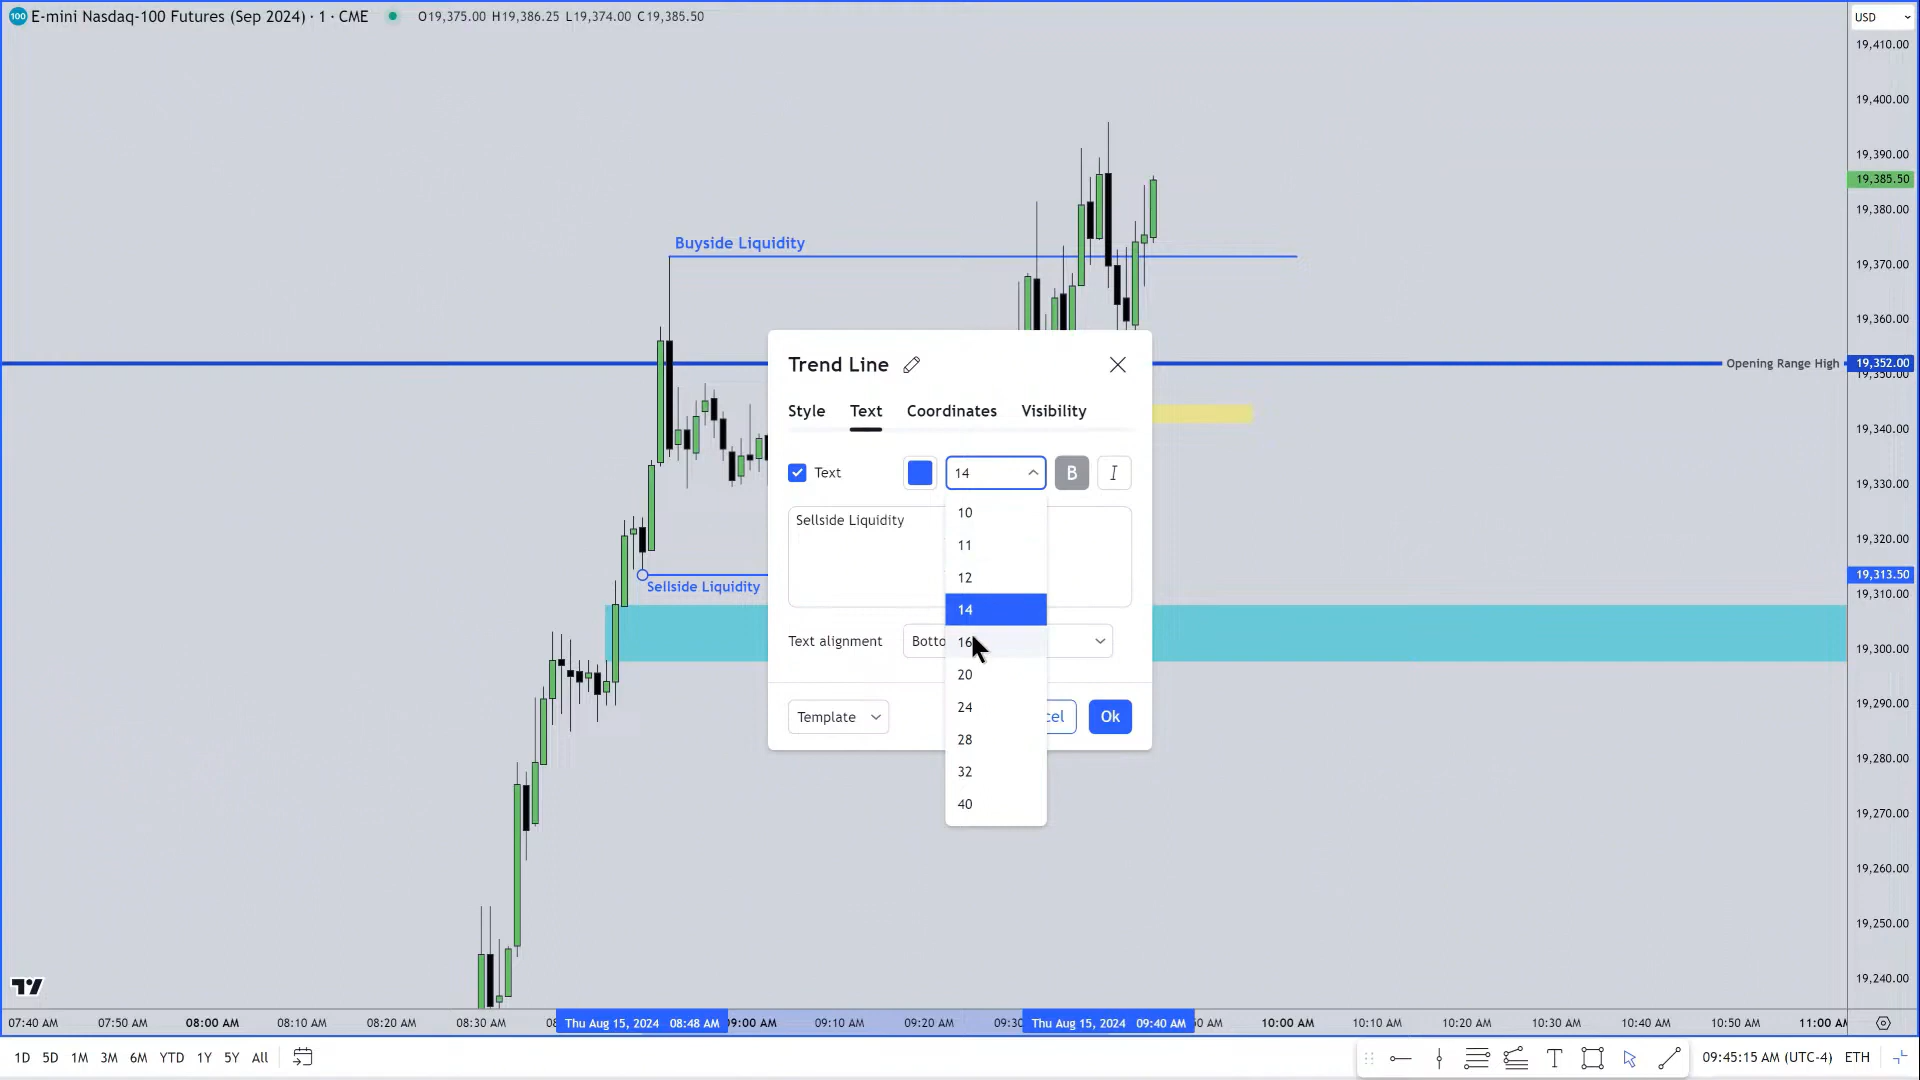 E-mini Nasdaq-100 Futures (Sep 2024) · 1 · CME O19,375.00 H19,386.25 L19,374.00 C19,385.50
USD
19,410.00
19,400.00
19,390.00
19,385.50
19,380.00
Buyside Liquidity
19,370.00
19,360.00
Opening Range High
19,352.00
19,350.00
19,340.00
19,330.00
19,320.00
19,313.50
19,310.00
19,300.00
19,290.00
19,280.00
19,270.00
19,260.00
19,250.00
19,240.00
Sellside Liquidity
Trend Line
Style Text Coordinates Visibility
Text 14 B I
Sellside Liquidity
10
11
12
14
16
20
24
28
32
40
Text alignment Botto
Template cel Ok
07:40 AM 07:50 AM 08:00 AM 08:10 AM 08:20 AM 08:30 AM 08 Thu Aug 15, 2024 08:48 AM 09:00 AM 09:10 AM 09:20 AM 09:30 Thu Aug 15, 2024 09:40 AM 50 AM 10:00 AM 10:10 AM 10:20 AM 10:30 AM 10:40 AM 10:50 AM 11:00 AM
1D 5D 1M 3M 6M YTD 1Y 5Y All
T
09:45:15 AM (UTC-4) ETH